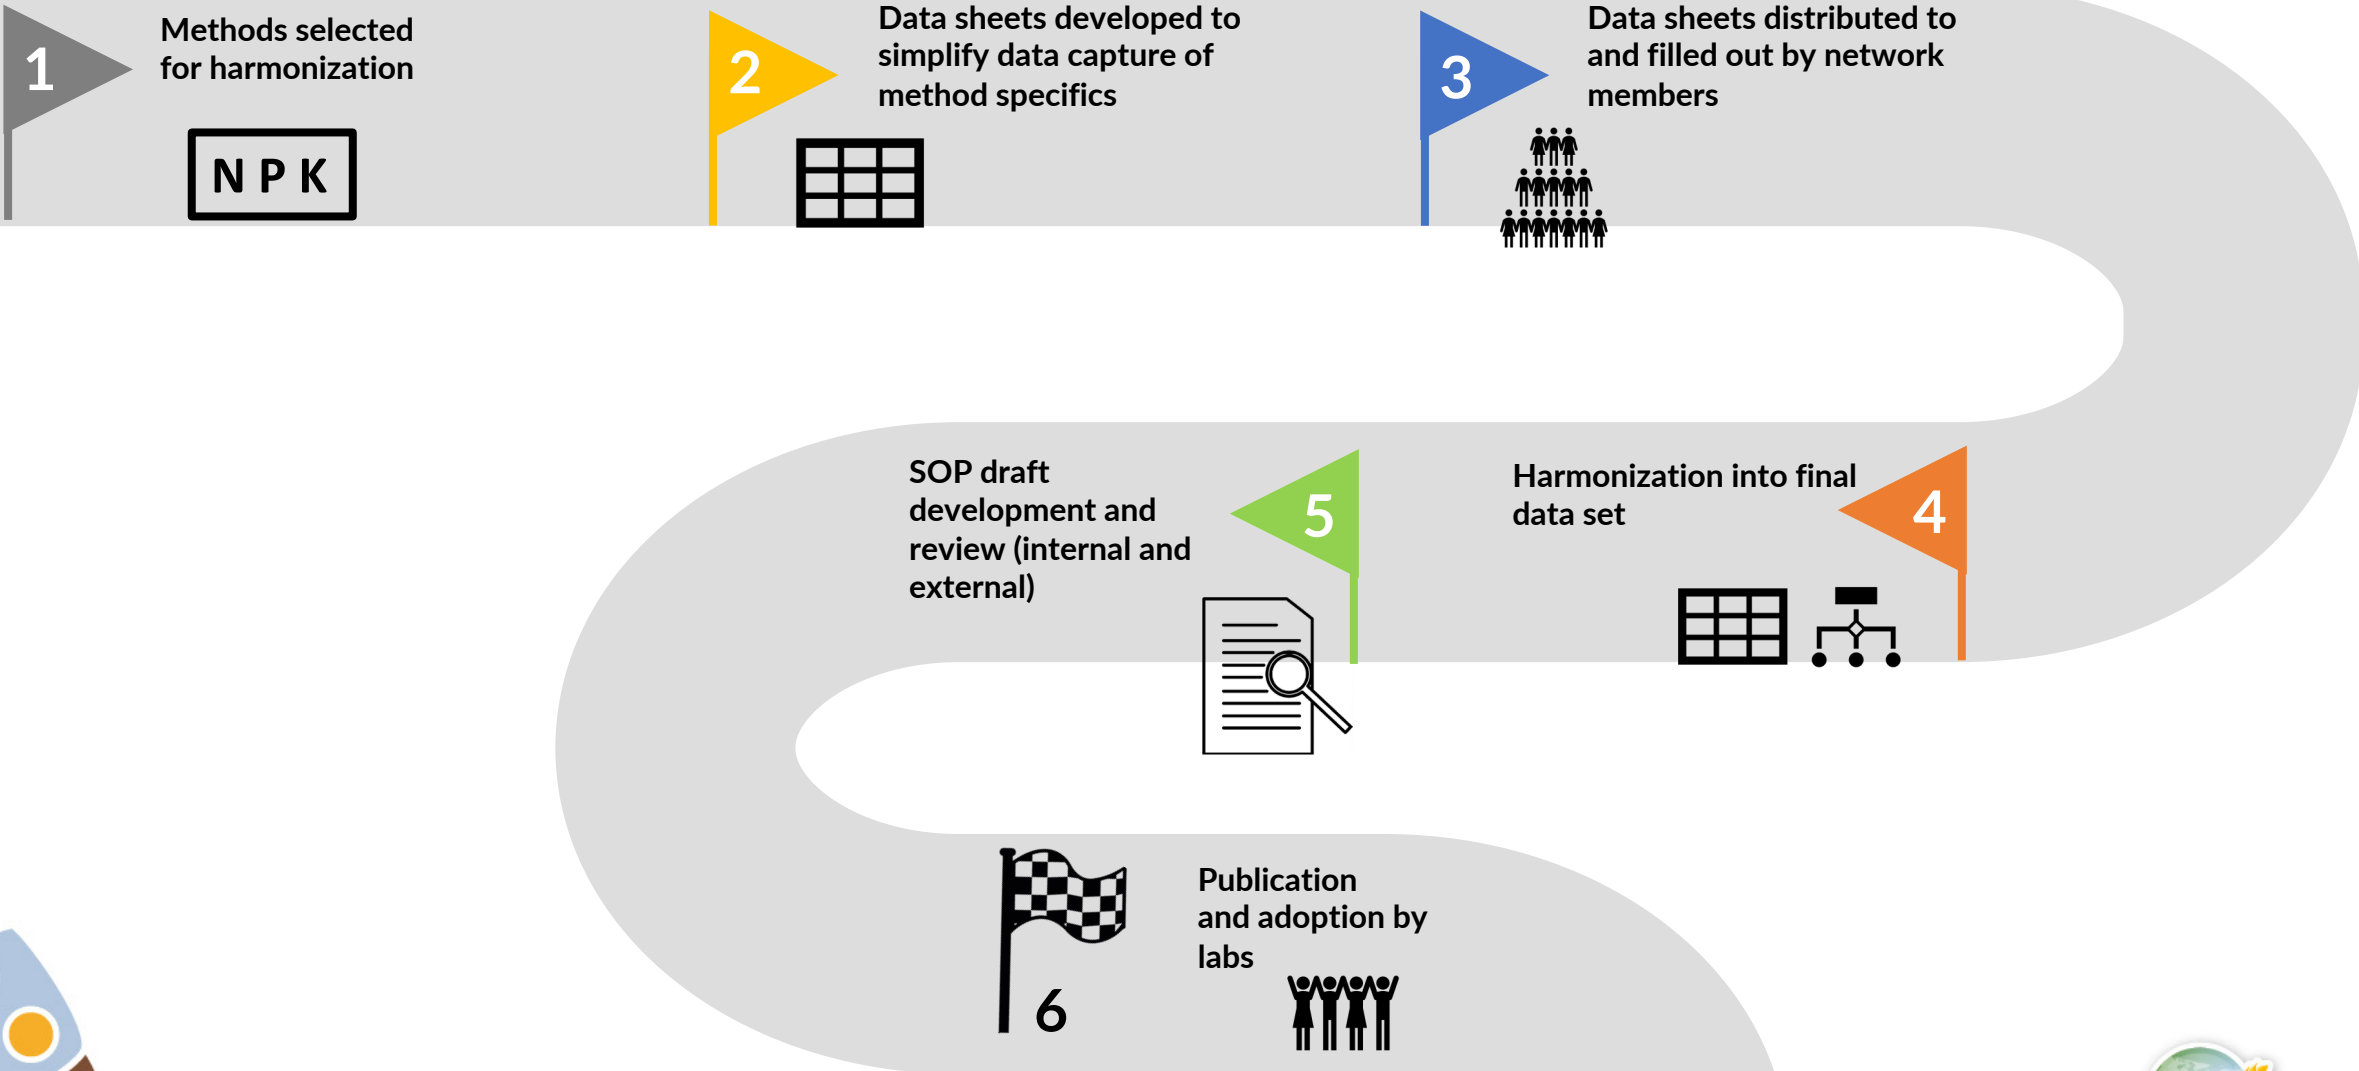 1
Methods selected
for harmonization
N P K
2
Data sheets developed to
simplify data capture of
method specifics
3
Data sheets distributed to
and filled out by network
members
4
Harmonization into final
data set
5
SOP draft
development and
review (internal and
external)
6
Publication
and adoption by
labs